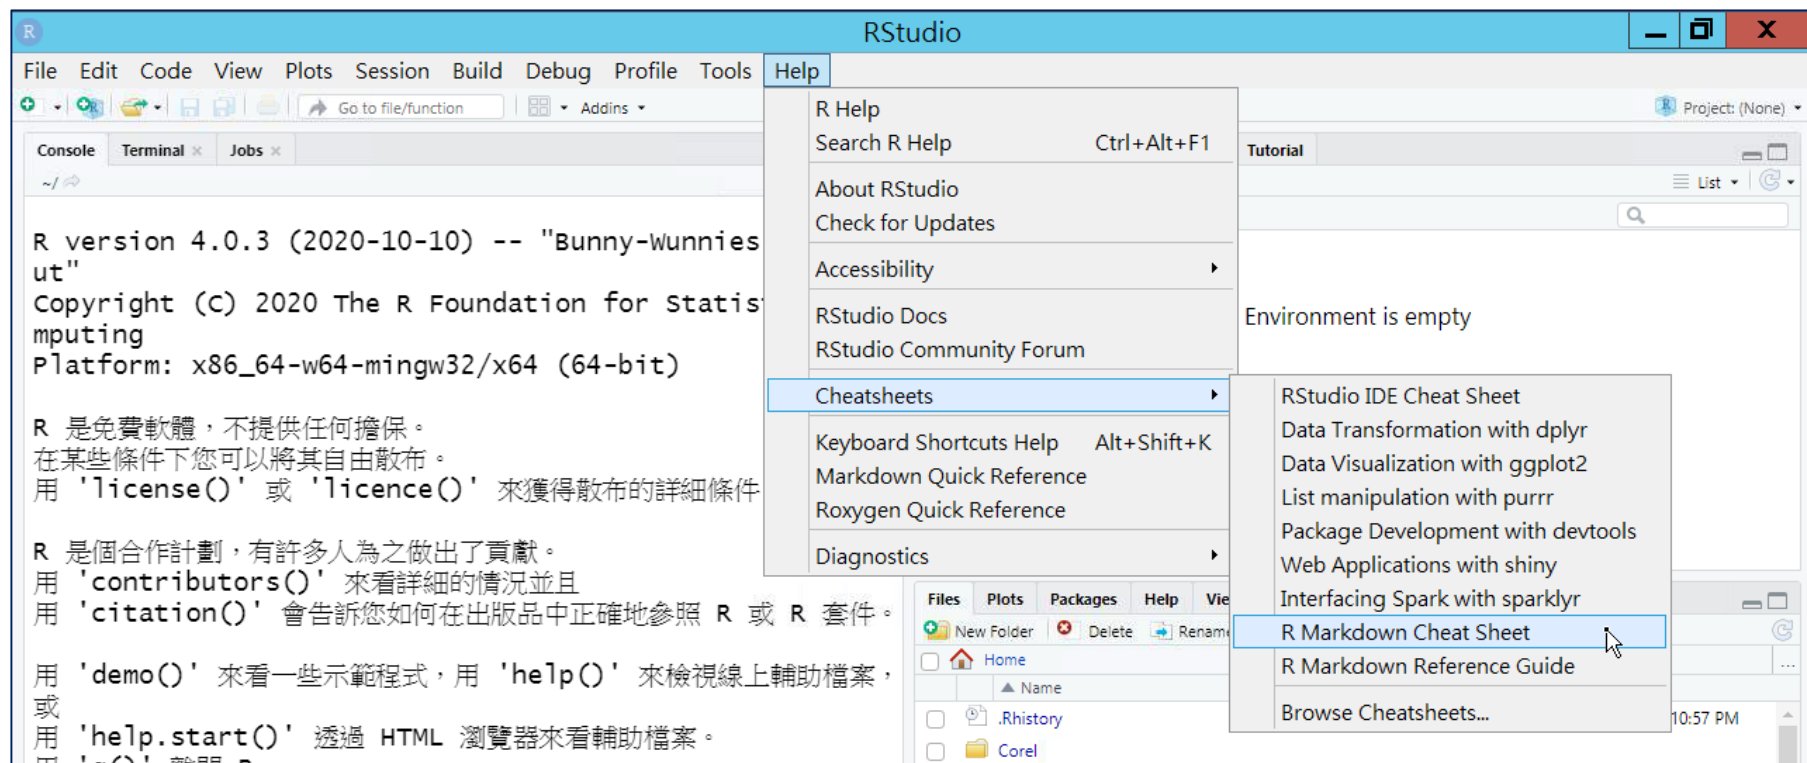 R
RStudio
File Edit Code View Plots Session Build Debug Profile Tools Help
Go to file/function
Addins
Project: (None)
Console Terminal Jobs
~/
R version 4.0.3 (2020-10-10) -- "Bunny-Wunnies
ut"
Copyright (C) 2020 The R Foundation for Statis
mputing
Platform: x86_64-w64-mingw32/x64 (64-bit)
R 是免費軟體，不提供任何擔保。
在某些條件下您可以將其自由散布。
用 'license()' 或 'licence()' 來獲得散布的詳細條件
R 是個合作計劃，有許多人為之做出了貢獻。
用 'contributors()' 來看詳細的情況並且
用 'citation()' 會告訴您如何在出版品中正確地參照 R 或 R 套件。
用 'demo()' 來看一些示範程式，用 'help()' 來檢視線上輔助檔案，
或
用 'help.start()' 透過 HTML 瀏覽器來看輔助檔案。
用 'q()' 離開 R
R Help
Search R Help Ctrl+Alt+F1
About RStudio
Check for Updates
Accessibility
RStudio Docs
RStudio Community Forum
Cheatsheets
Keyboard Shortcuts Help Alt+Shift+K
Markdown Quick Reference
Roxygen Quick Reference
Diagnostics
RStudio IDE Cheat Sheet
Data Transformation with dplyr
Data Visualization with ggplot2
List manipulation with purrr
Package Development with devtools
Web Applications with shiny
Interfacing Spark with sparklyr
R Markdown Cheat Sheet
R Markdown Reference Guide
Browse Cheatsheets...
Tutorial
List
Environment is empty
Files Plots Packages Help Vie
New Folder Delete Rename
Home
...
Name
.Rhistory
10:57 PM
Corel